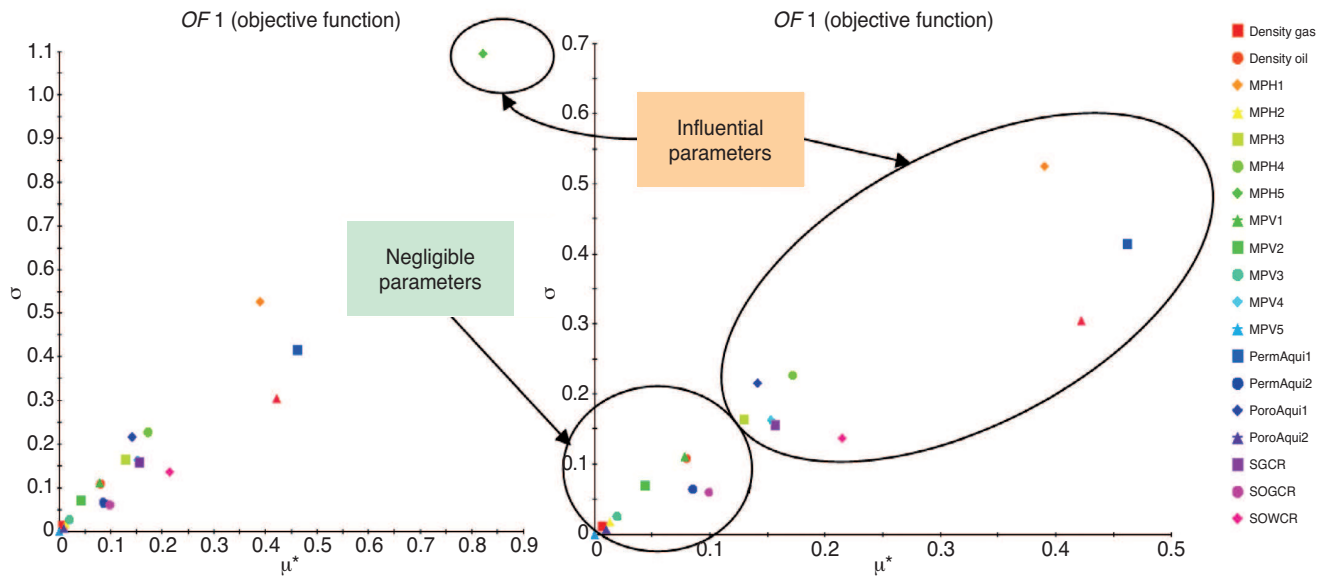 OF 1 (objective function)
1.1
1.0
0.9
0.8
0.7
0.6
0.5
0.4
0.3
0.2
0.1
0
σ
0
0.1
0.2
0.3
0.4
0.5
0.6
0.7
0.8
0.9
μ*
Influential
parameters
Negligible
parameters
OF 1 (objective function)
0.7
0.6
0.5
0.4
0.3
0.2
0.1
0
σ
0
0.1
0.2
0.3
0.4
0.5
μ*
Density gas
Density oil
MPH1
MPH2
MPH3
MPH4
MPH5
MPV1
MPV2
MPV3
MPV4
MPV5
PermAqui1
PermAqui2
PoroAqui1
PoroAqui2
SGCR
SOGCR
SOWCR